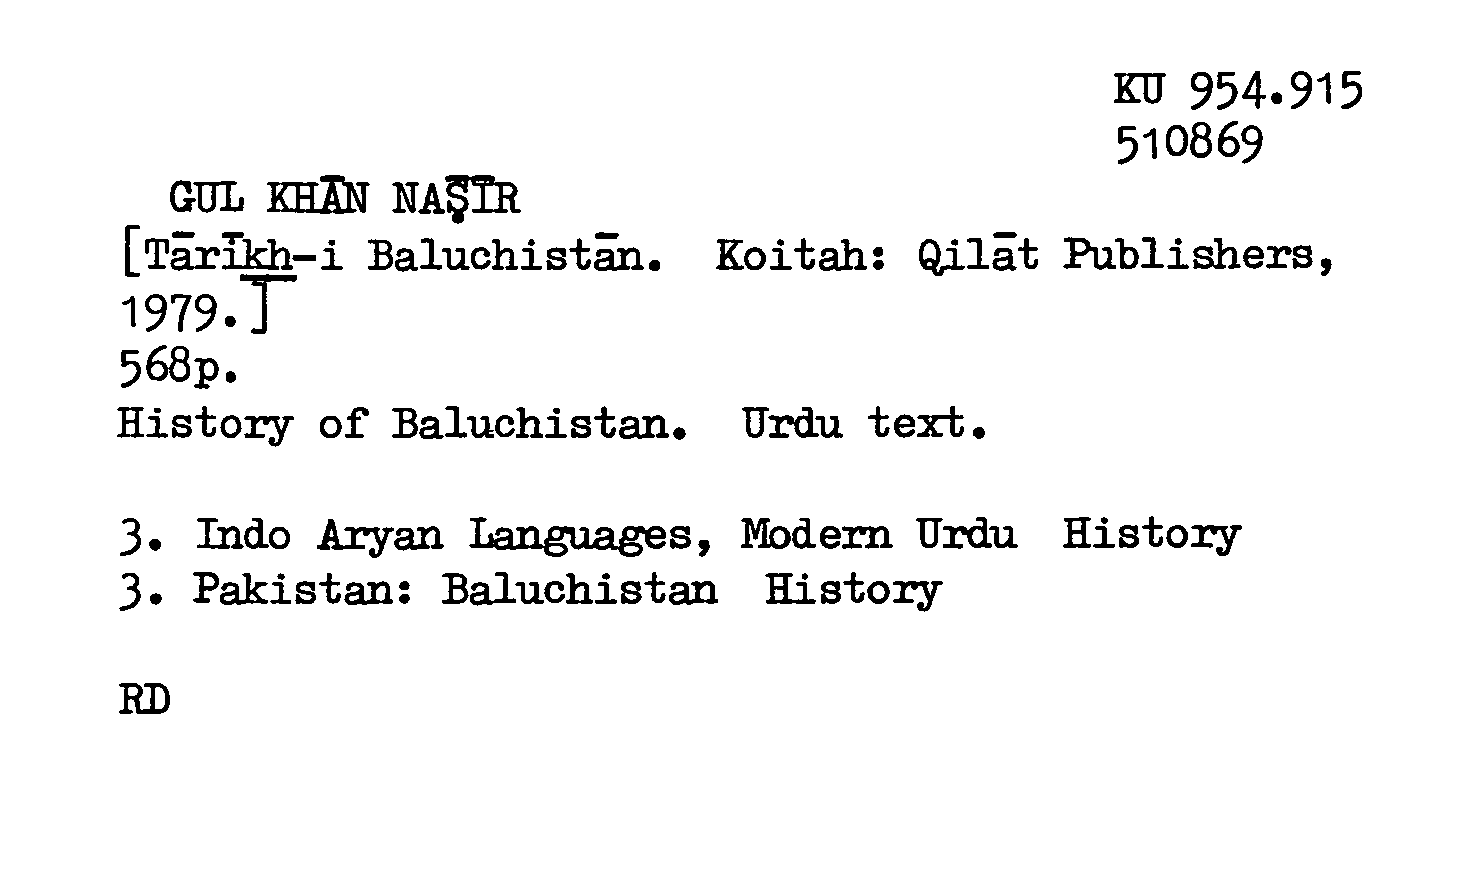 KU 954.915
510869
GUL KHĀN NAṢĪR
[Tārīkh-i Baluchistān. Koitah: Qilāt Publishers,
1979.]
568p.
History of Baluchistan. Urdu text.
3. Indo Aryan Languages, Modern Urdu History
3. Pakistan: Baluchistan History
RD